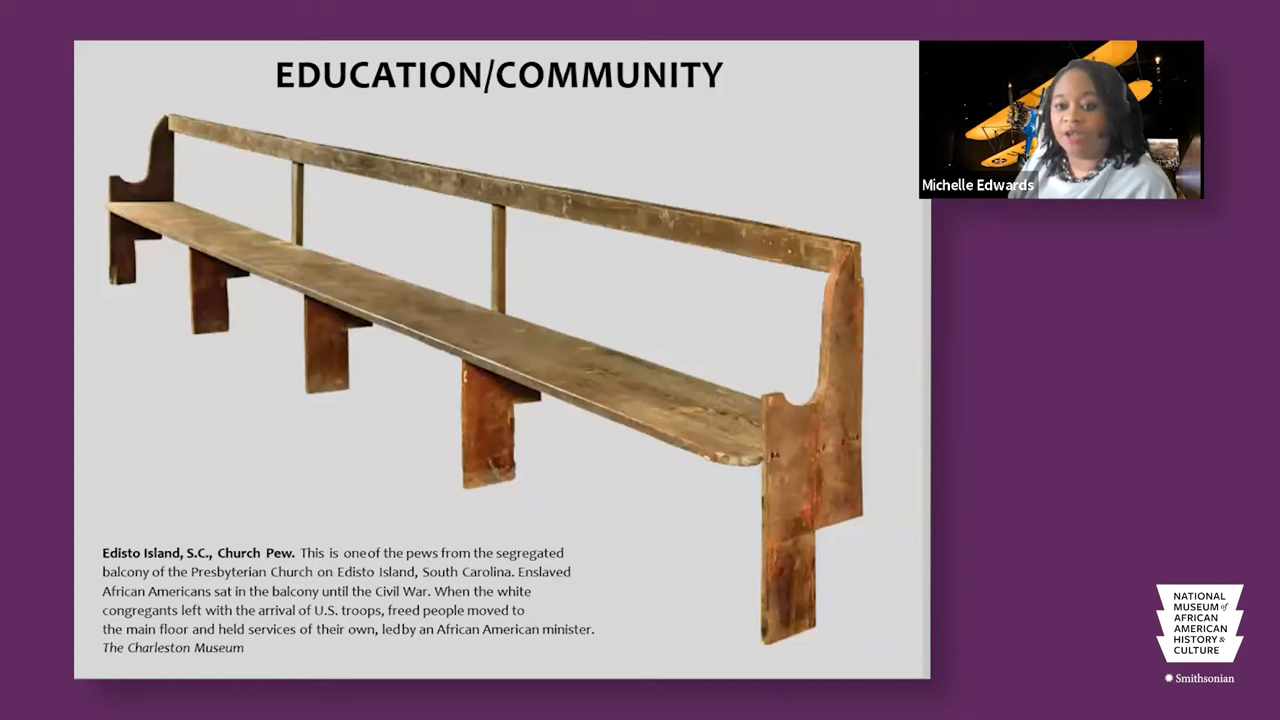 EDUCATION/COMMUNITY
Michelle Edwards
Edisto Island, S.C., Church Pew. This is one of the pews from the segregated
balcony of the Presbyterian Church on Edisto Island, South Carolina. Enslaved
African Americans sat in the balcony until the Civil War. When the white
congregants left with the arrival of U.S. troops, freed people moved to
the main floor and held services of their own, led by an African American minister.
The Charleston Museum
NATIONAL
MUSEUM of
AFRICAN
AMERICAN
HISTORY &
CULTURE
Smithsonian